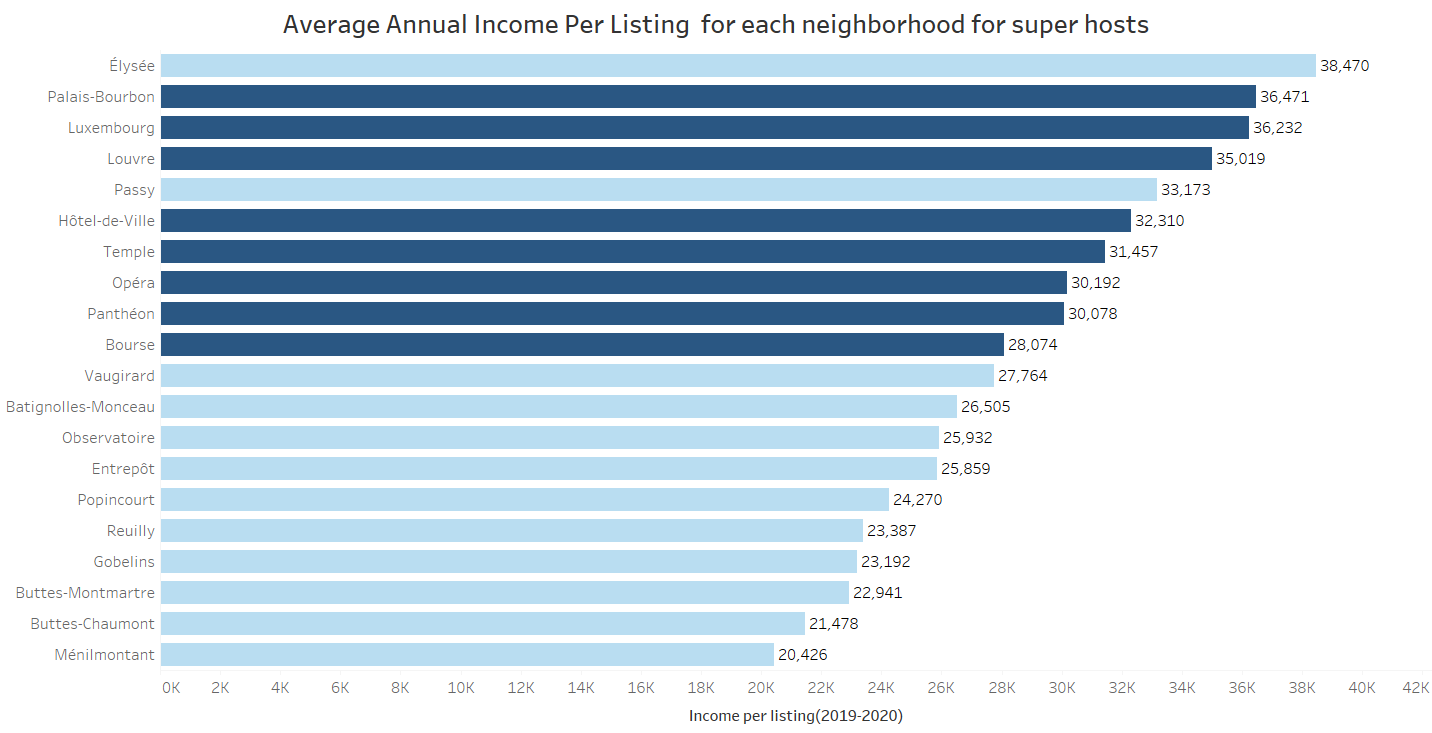 Average Annual Income Per Listing  for each neighborhood for super hosts
Élysée 38,470
Palais-Bourbon 36,471
Luxembourg 36,232
Louvre 35,019
Passy 33,173
Hôtel-de-Ville 32,310
Temple 31,457
Opéra 30,192
Panthéon 30,078
Bourse 28,074
Vaugirard 27,764
Batignolles-Monceau 26,505
Observatoire 25,932
Entrepôt 25,859
Popincourt 24,270
Reuilly 23,387
Gobelins 23,192
Buttes-Montmartre 22,941
Buttes-Chaumont 21,478
Ménilmontant 20,426
0K 2K 4K 6K 8K 10K 12K 14K 16K 18K 20K 22K 24K 26K 28K 30K 32K 34K 36K 38K 40K 42K
Income per listing(2019-2020)